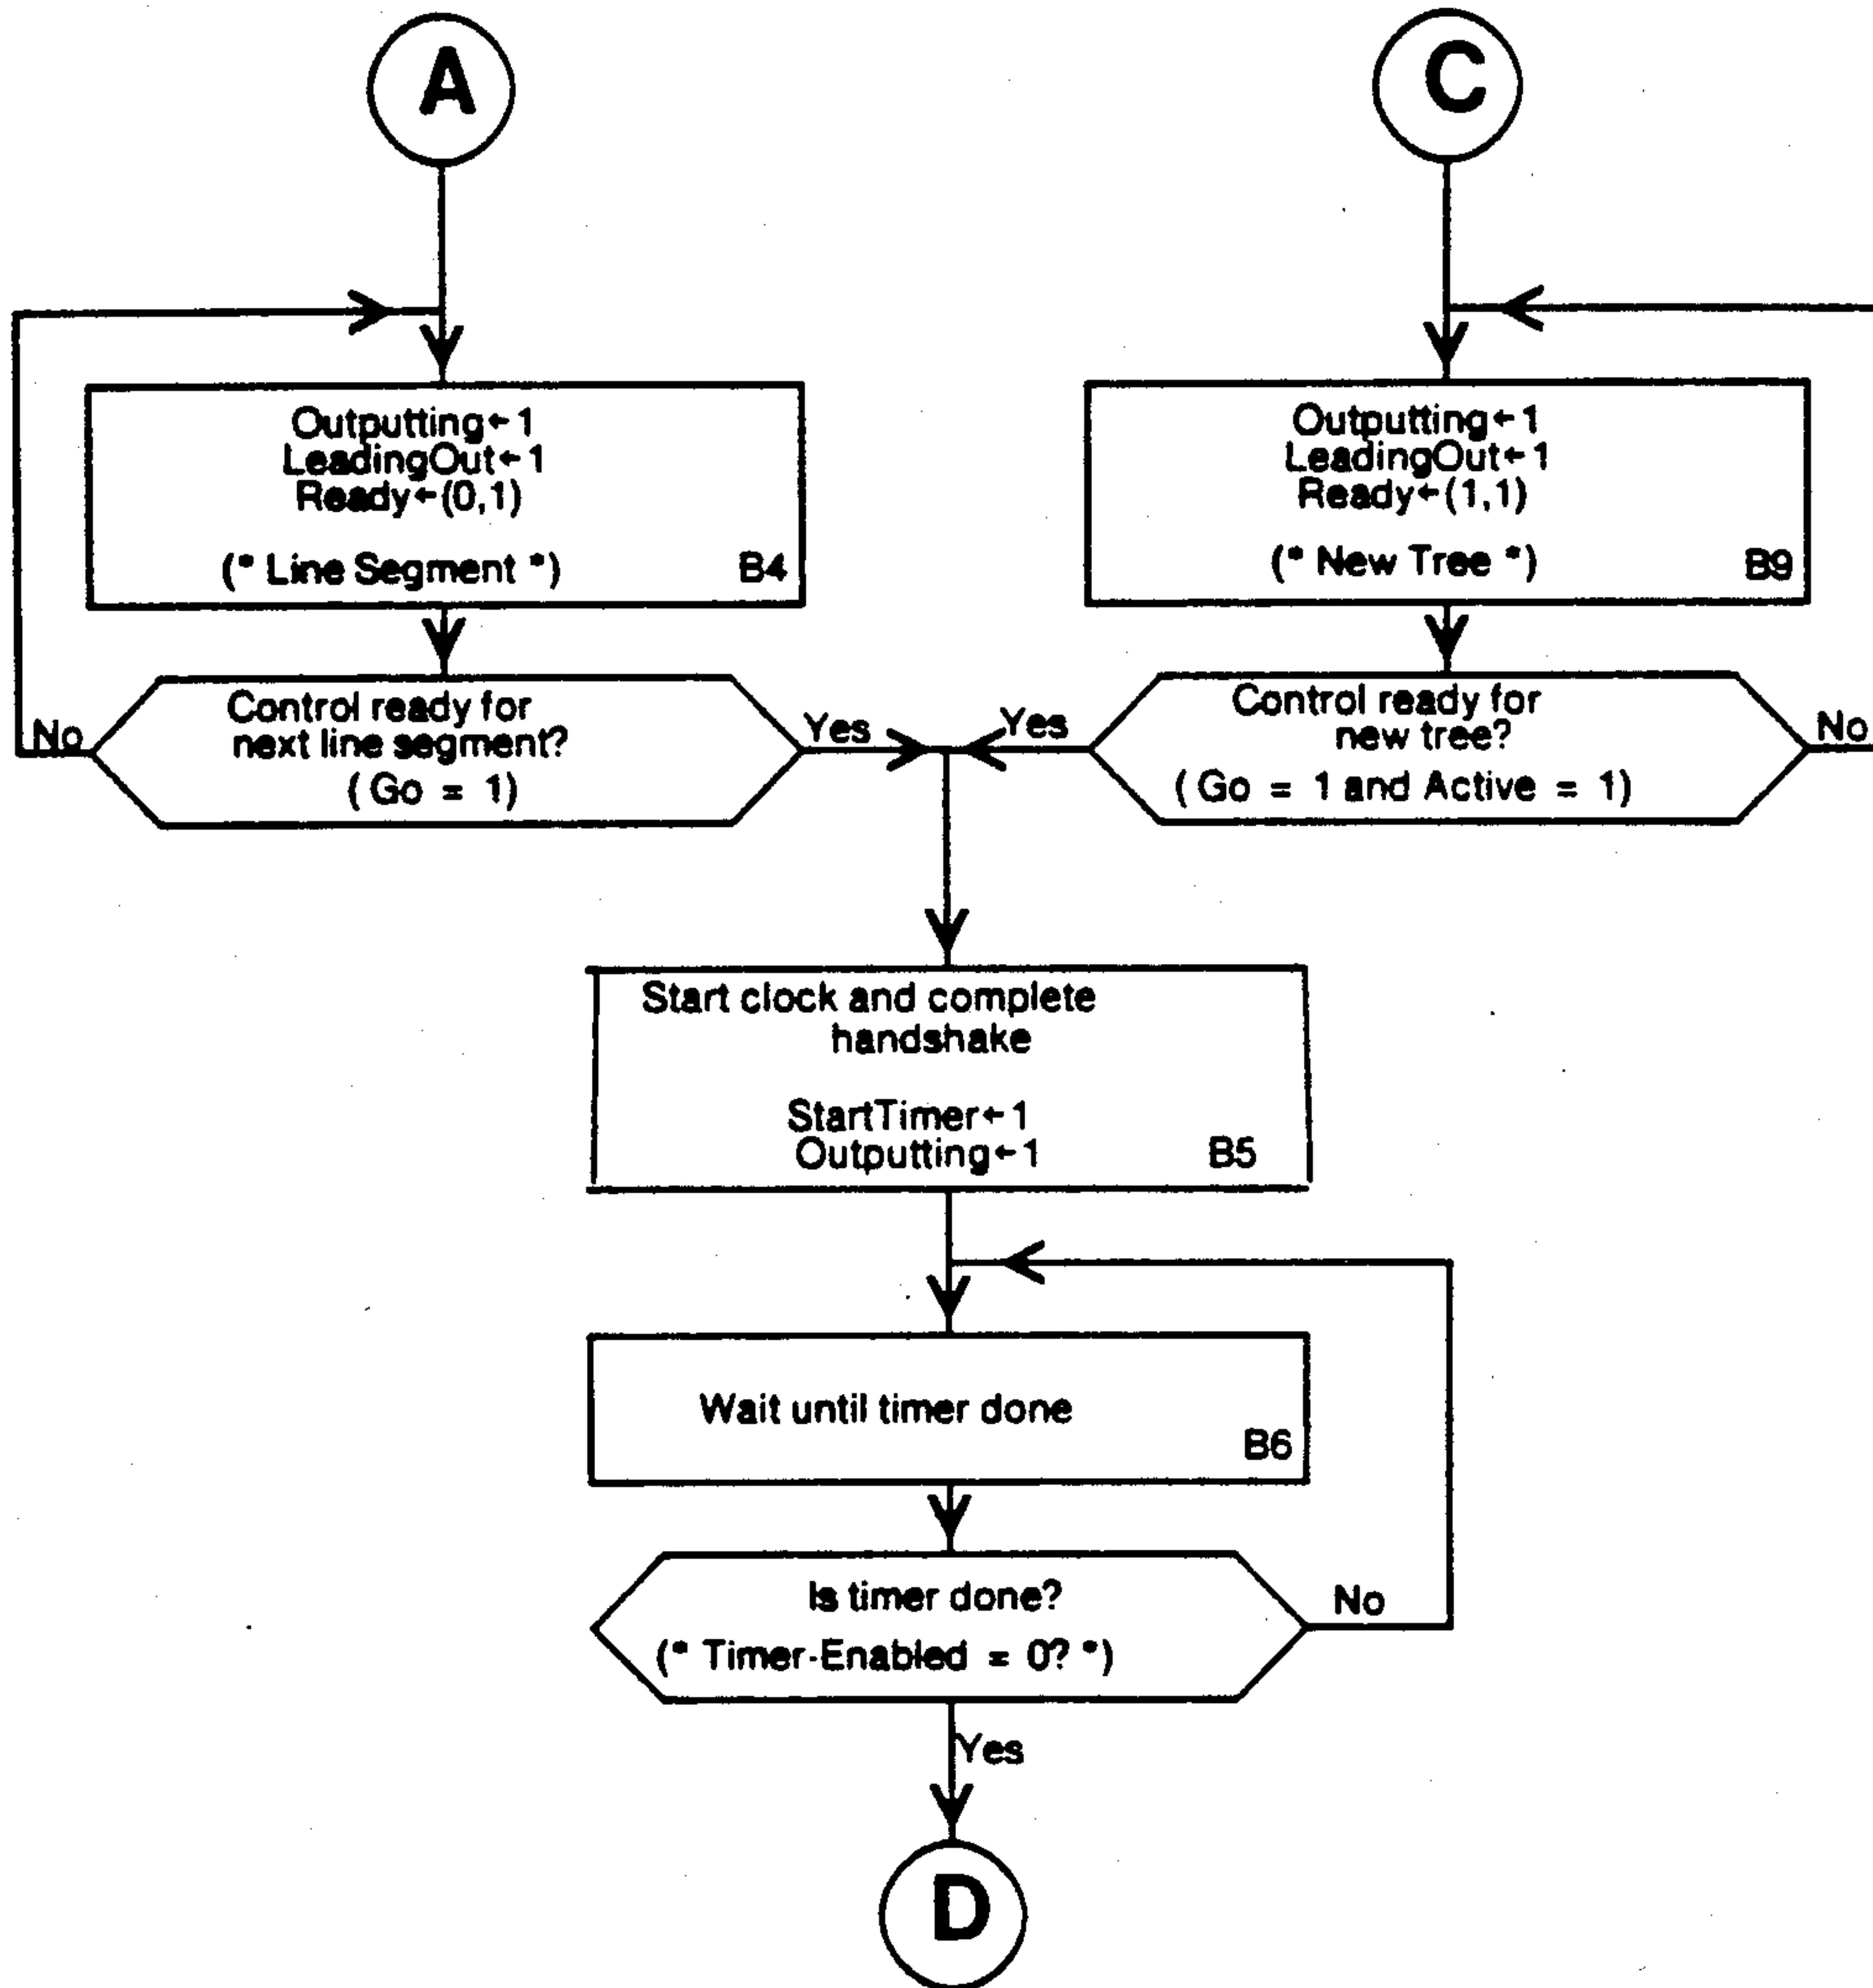 A
C
Outputting←1
LeadingOut←1
Ready←(0,1)
(* Line Segment *)
B4
Outputting←1
LeadingOut←1
Ready←(1,1)
(* New Tree *)
B9
No
Control ready for
next line segment?
( Go = 1)
Yes
Yes
Control ready for
new tree?
( Go = 1 and Active = 1)
No
Start clock and complete
handshake
StartTimer←1
Outputting←1
B5
Wait until timer done
B6
Is timer done?
(* Timer-Enabled = 0? *)
No
Yes
D